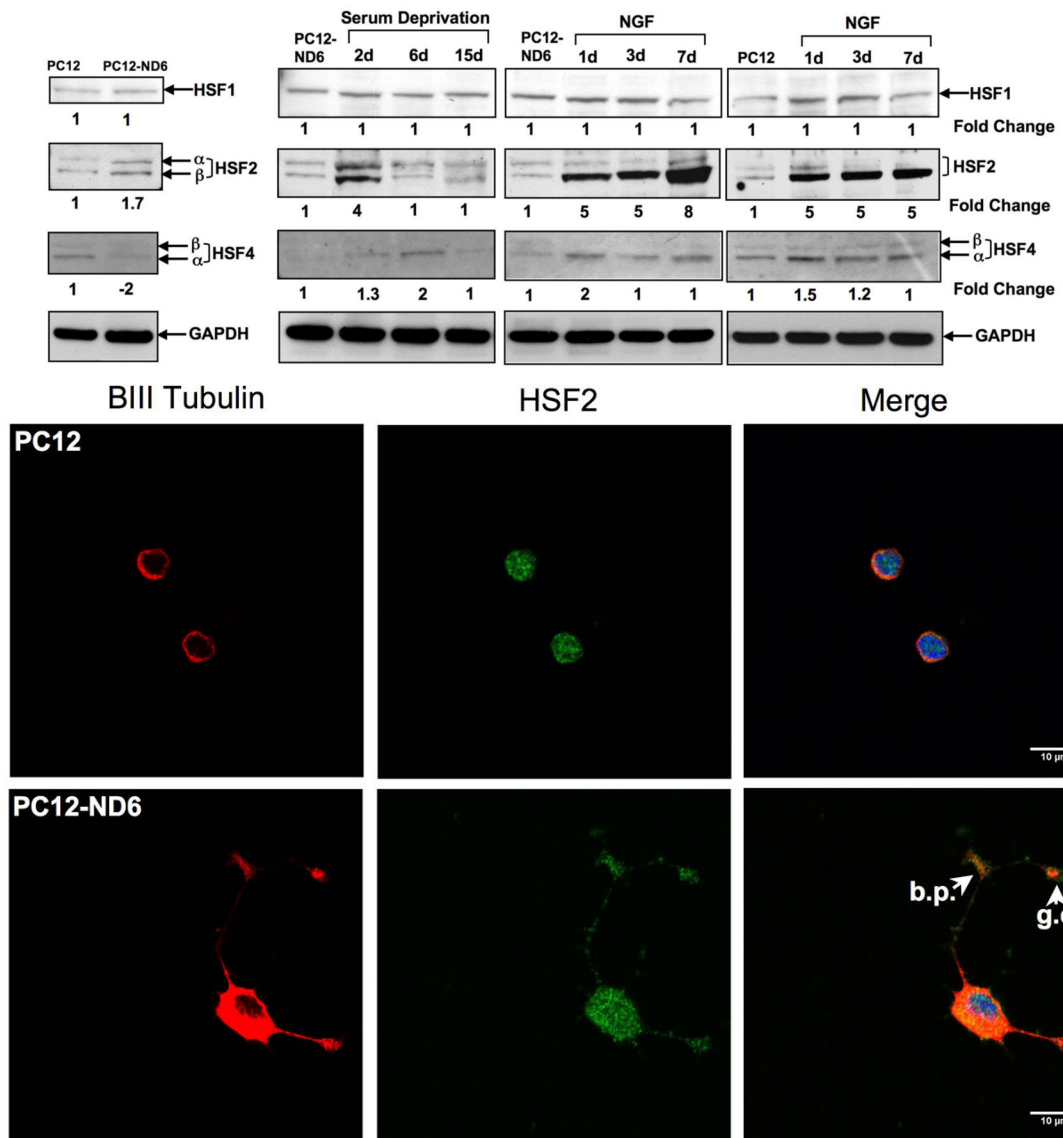 Serum Deprivation NGF NGF
PC12 PC12-ND6 PC12-ND6 2d 6d 15d PC12-ND6 1d 3d 7d PC12 1d 3d 7d
HSF1 HSF1
1 1 1 1 1 1 1 1 1 1 1 1 1 1 Fold Change
α
β HSF2 HSF2
1 1.7 1 4 1 1 1 5 5 8 1 5 5 5 Fold Change
β β
α HSF4 α HSF4
1 -2 1 1.3 2 1 1 2 1 1 1 1.5 1.2 1 Fold Change
GAPDH GAPDH
BIII Tubulin HSF2 Merge
PC12
10 µm
PC12-ND6
b.p.
10 µm